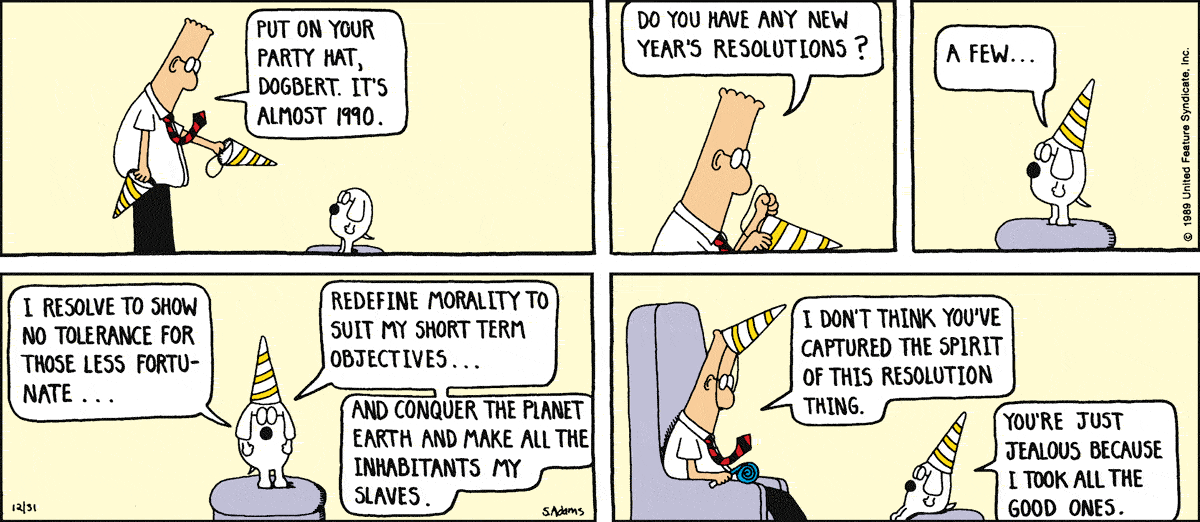 PUT ON YOUR
PARTY HAT,
DOGBERT. IT'S
ALMOST 1990.
DO YOU HAVE ANY NEW
YEAR'S RESOLUTIONS?
A FEW...
© 1989 United Feature Syndicate, Inc.
I RESOLVE TO SHOW
NO TOLERANCE FOR
THOSE LESS FORTU-
NATE ...
REDEFINE MORALITY TO
SUIT MY SHORT TERM
OBJECTIVES...
AND CONQUER THE PLANET
EARTH AND MAKE ALL THE
INHABITANTS MY
SLAVES.
12/31
S.Adams
I DON'T THINK YOU'VE
CAPTURED THE SPIRIT
OF THIS RESOLUTION
THING.
YOU'RE JUST
JEALOUS BECAUSE
I TOOK ALL THE
GOOD ONES.